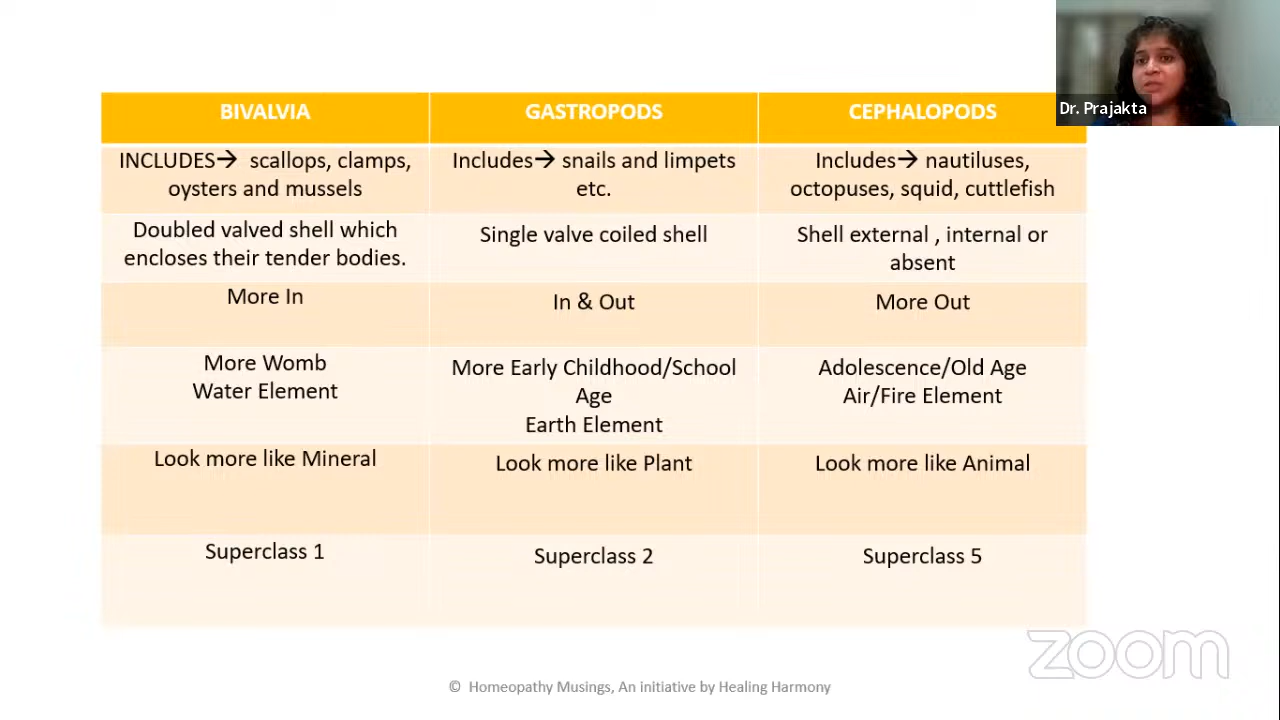 BIVALVIA
GASTROPODS
CEPHALOPODS
Dr. Prajakta
INCLUDES→ scallops, clamps,
oysters and mussels
Includes→ snails and limpets
etc.
Includes→ nautiluses,
octopuses, squid, cuttlefish
Doubled valved shell which
encloses their tender bodies.
Single valve coiled shell
Shell external , internal or
absent
More In
In & Out
More Out
More Womb
Water Element
More Early Childhood/School
Age
Earth Element
Adolescence/Old Age
Air/Fire Element
Look more like Mineral
Look more like Plant
Look more like Animal
Superclass 1
Superclass 2
Superclass 5
zoom
© Homeopathy Musings, An initiative by Healing Harmony